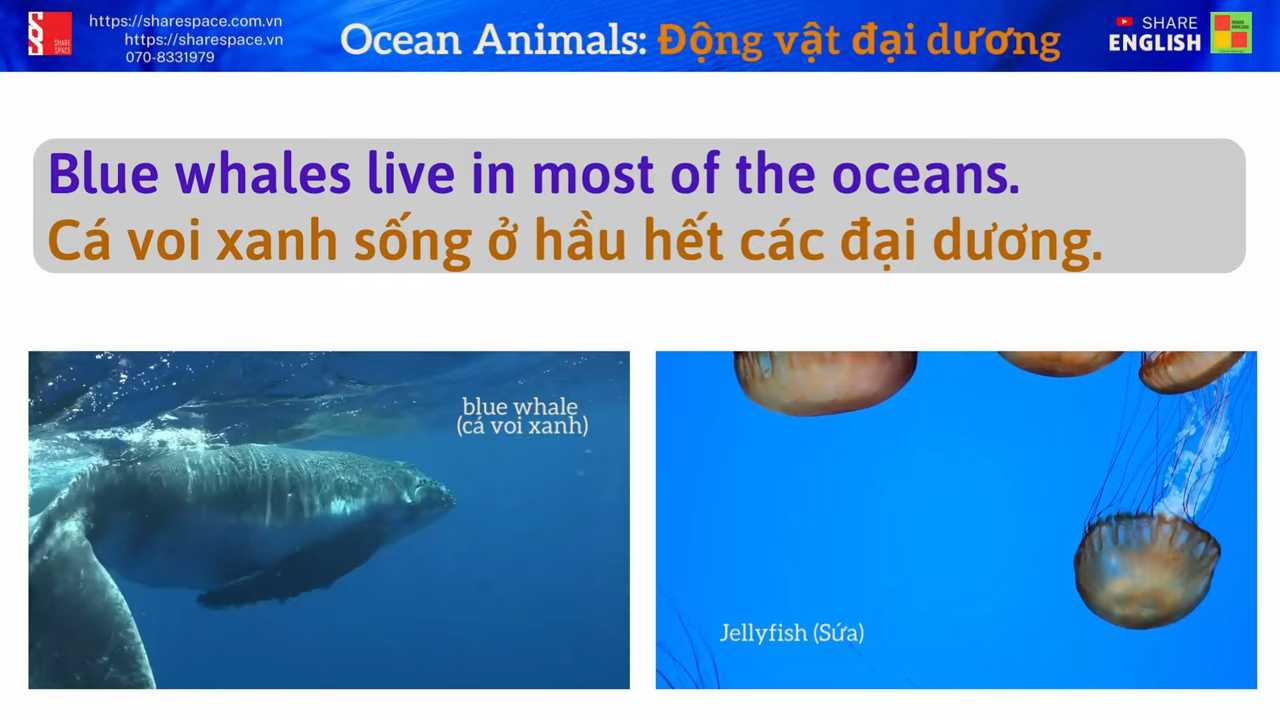 SHARE
SPACE
https://sharespace.com.vn
https://sharespace.vn
070-8331979
Ocean Animals: Động vật đại dương
SHARE
ENGLISH
Blue whales live in most of the oceans.
Cá voi xanh sống ở hầu hết các đại dương.
blue whale
(cá voi xanh)
Jellyfish (Sứa)